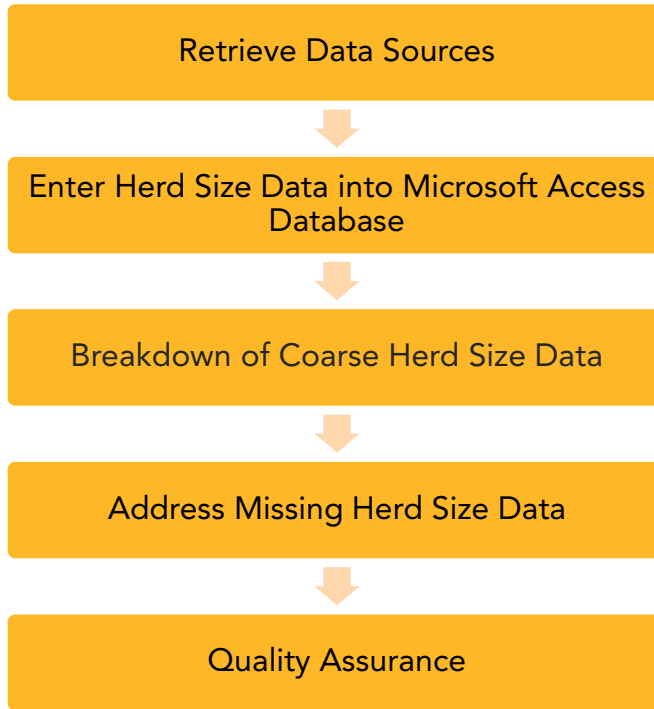 Retrieve Data Sources
Enter Herd Size Data into Microsoft Access
Database
Breakdown of Coarse Herd Size Data
Address Missing Herd Size Data
Quality Assurance